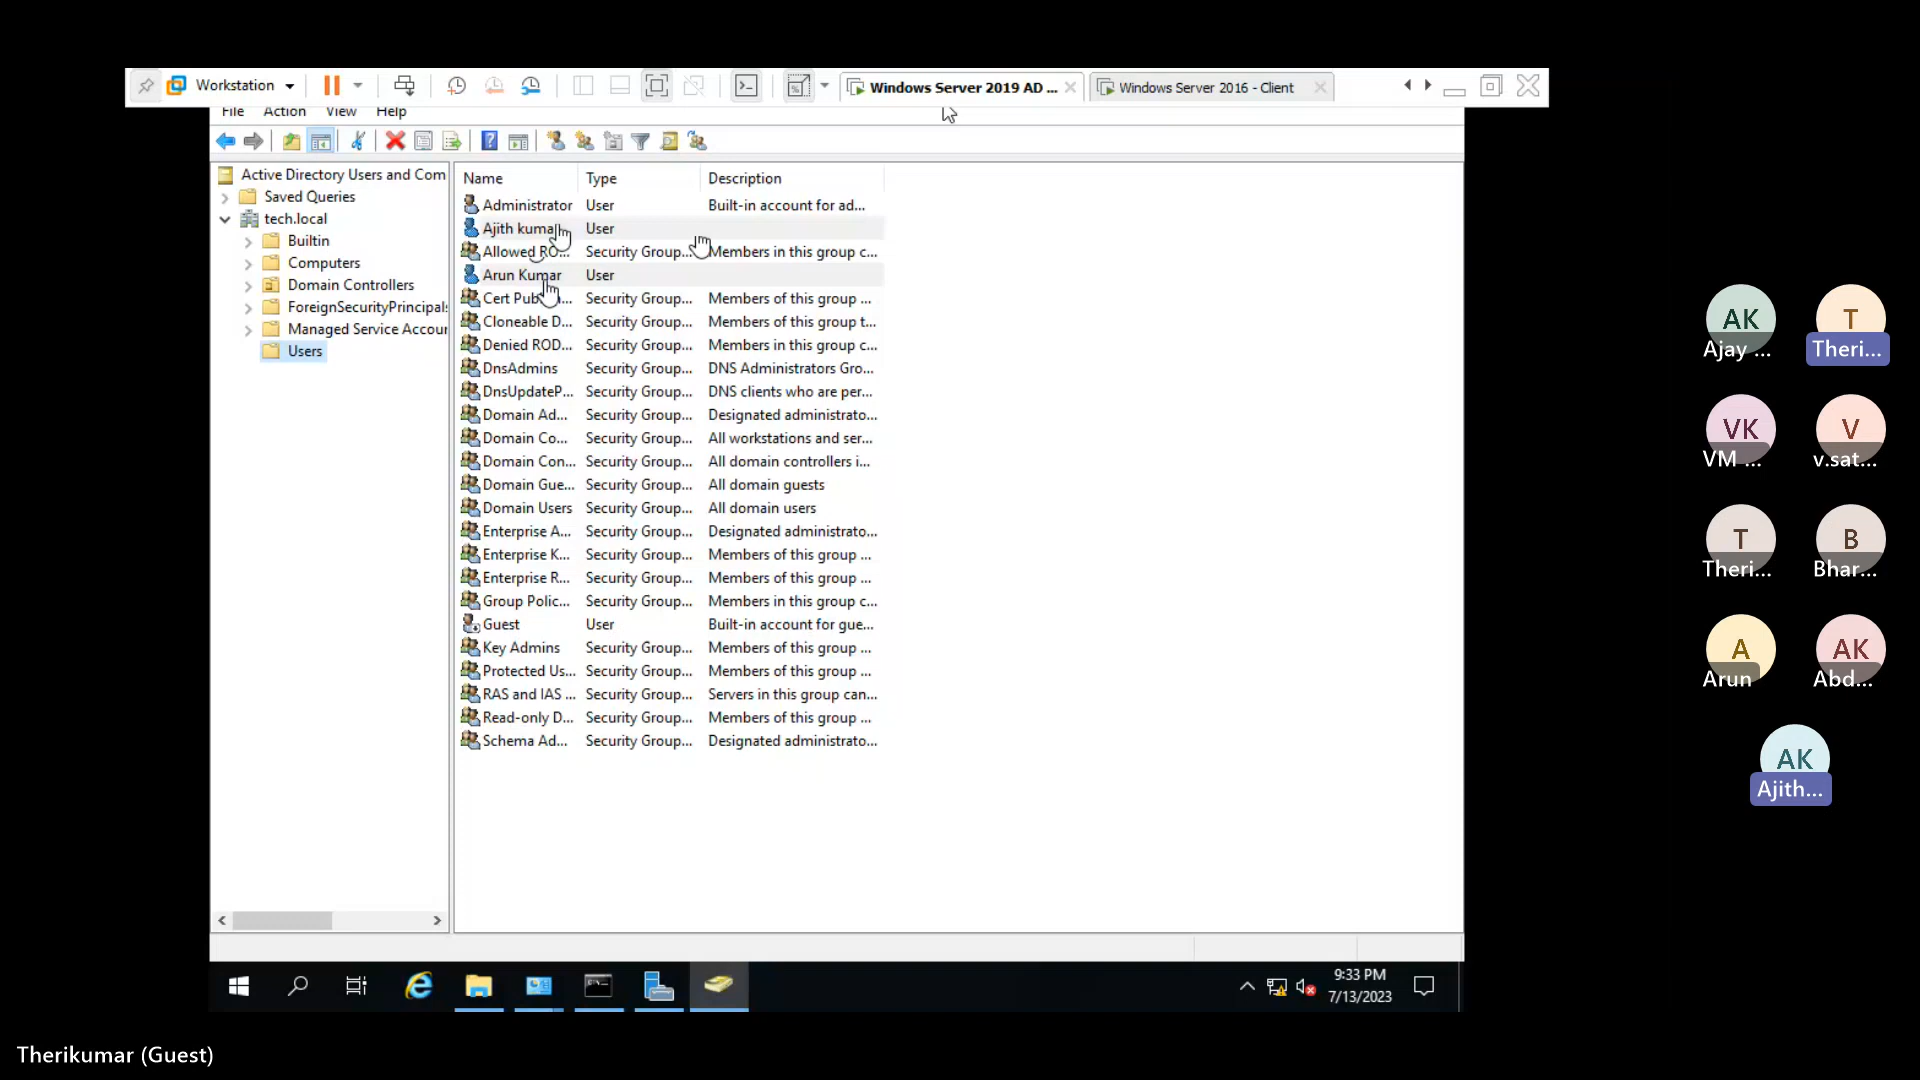 Workstation
Windows Server 2019 AD ...
Windows Server 2016 - Client
File Action View Help
Active Directory Users and Com
Saved Queries
tech.local
Builtin
Computers
Domain Controllers
ForeignSecurityPrincipals
Managed Service Accour
Users
Name Type Description
Administrator User Built-in account for ad...
Ajith kumar User
Allowed RO... Security Group... Members in this group c...
Arun Kumar User
Cert Pub... Security Group... Members of this group ...
Cloneable D... Security Group... Members of this group t...
Denied ROD... Security Group... Members in this group c...
DnsAdmins Security Group... DNS Administrators Gro...
DnsUpdateP... Security Group... DNS clients who are per...
Domain Ad... Security Group... Designated administrato...
Domain Co... Security Group... All workstations and ser...
Domain Con... Security Group... All domain controllers i...
Domain Gue... Security Group... All domain guests
Domain Users Security Group... All domain users
Enterprise A... Security Group... Designated administrato...
Enterprise K... Security Group... Members of this group ...
Enterprise R... Security Group... Members of this group ...
Group Polic... Security Group... Members in this group c...
Guest User Built-in account for gue...
Key Admins Security Group... Members of this group ...
Protected Us... Security Group... Members of this group ...
RAS and IAS ... Security Group... Servers in this group can...
Read-only D... Security Group... Members of this group ...
Schema Ad... Security Group... Designated administrato...
9:33 PM
7/13/2023
AK T
Ajay ... Theri...
VK V
VM ... v.sat...
T B
Theri... Bhar...
A AK
Arun Abd...
AK
Ajith...
Therikumar (Guest)